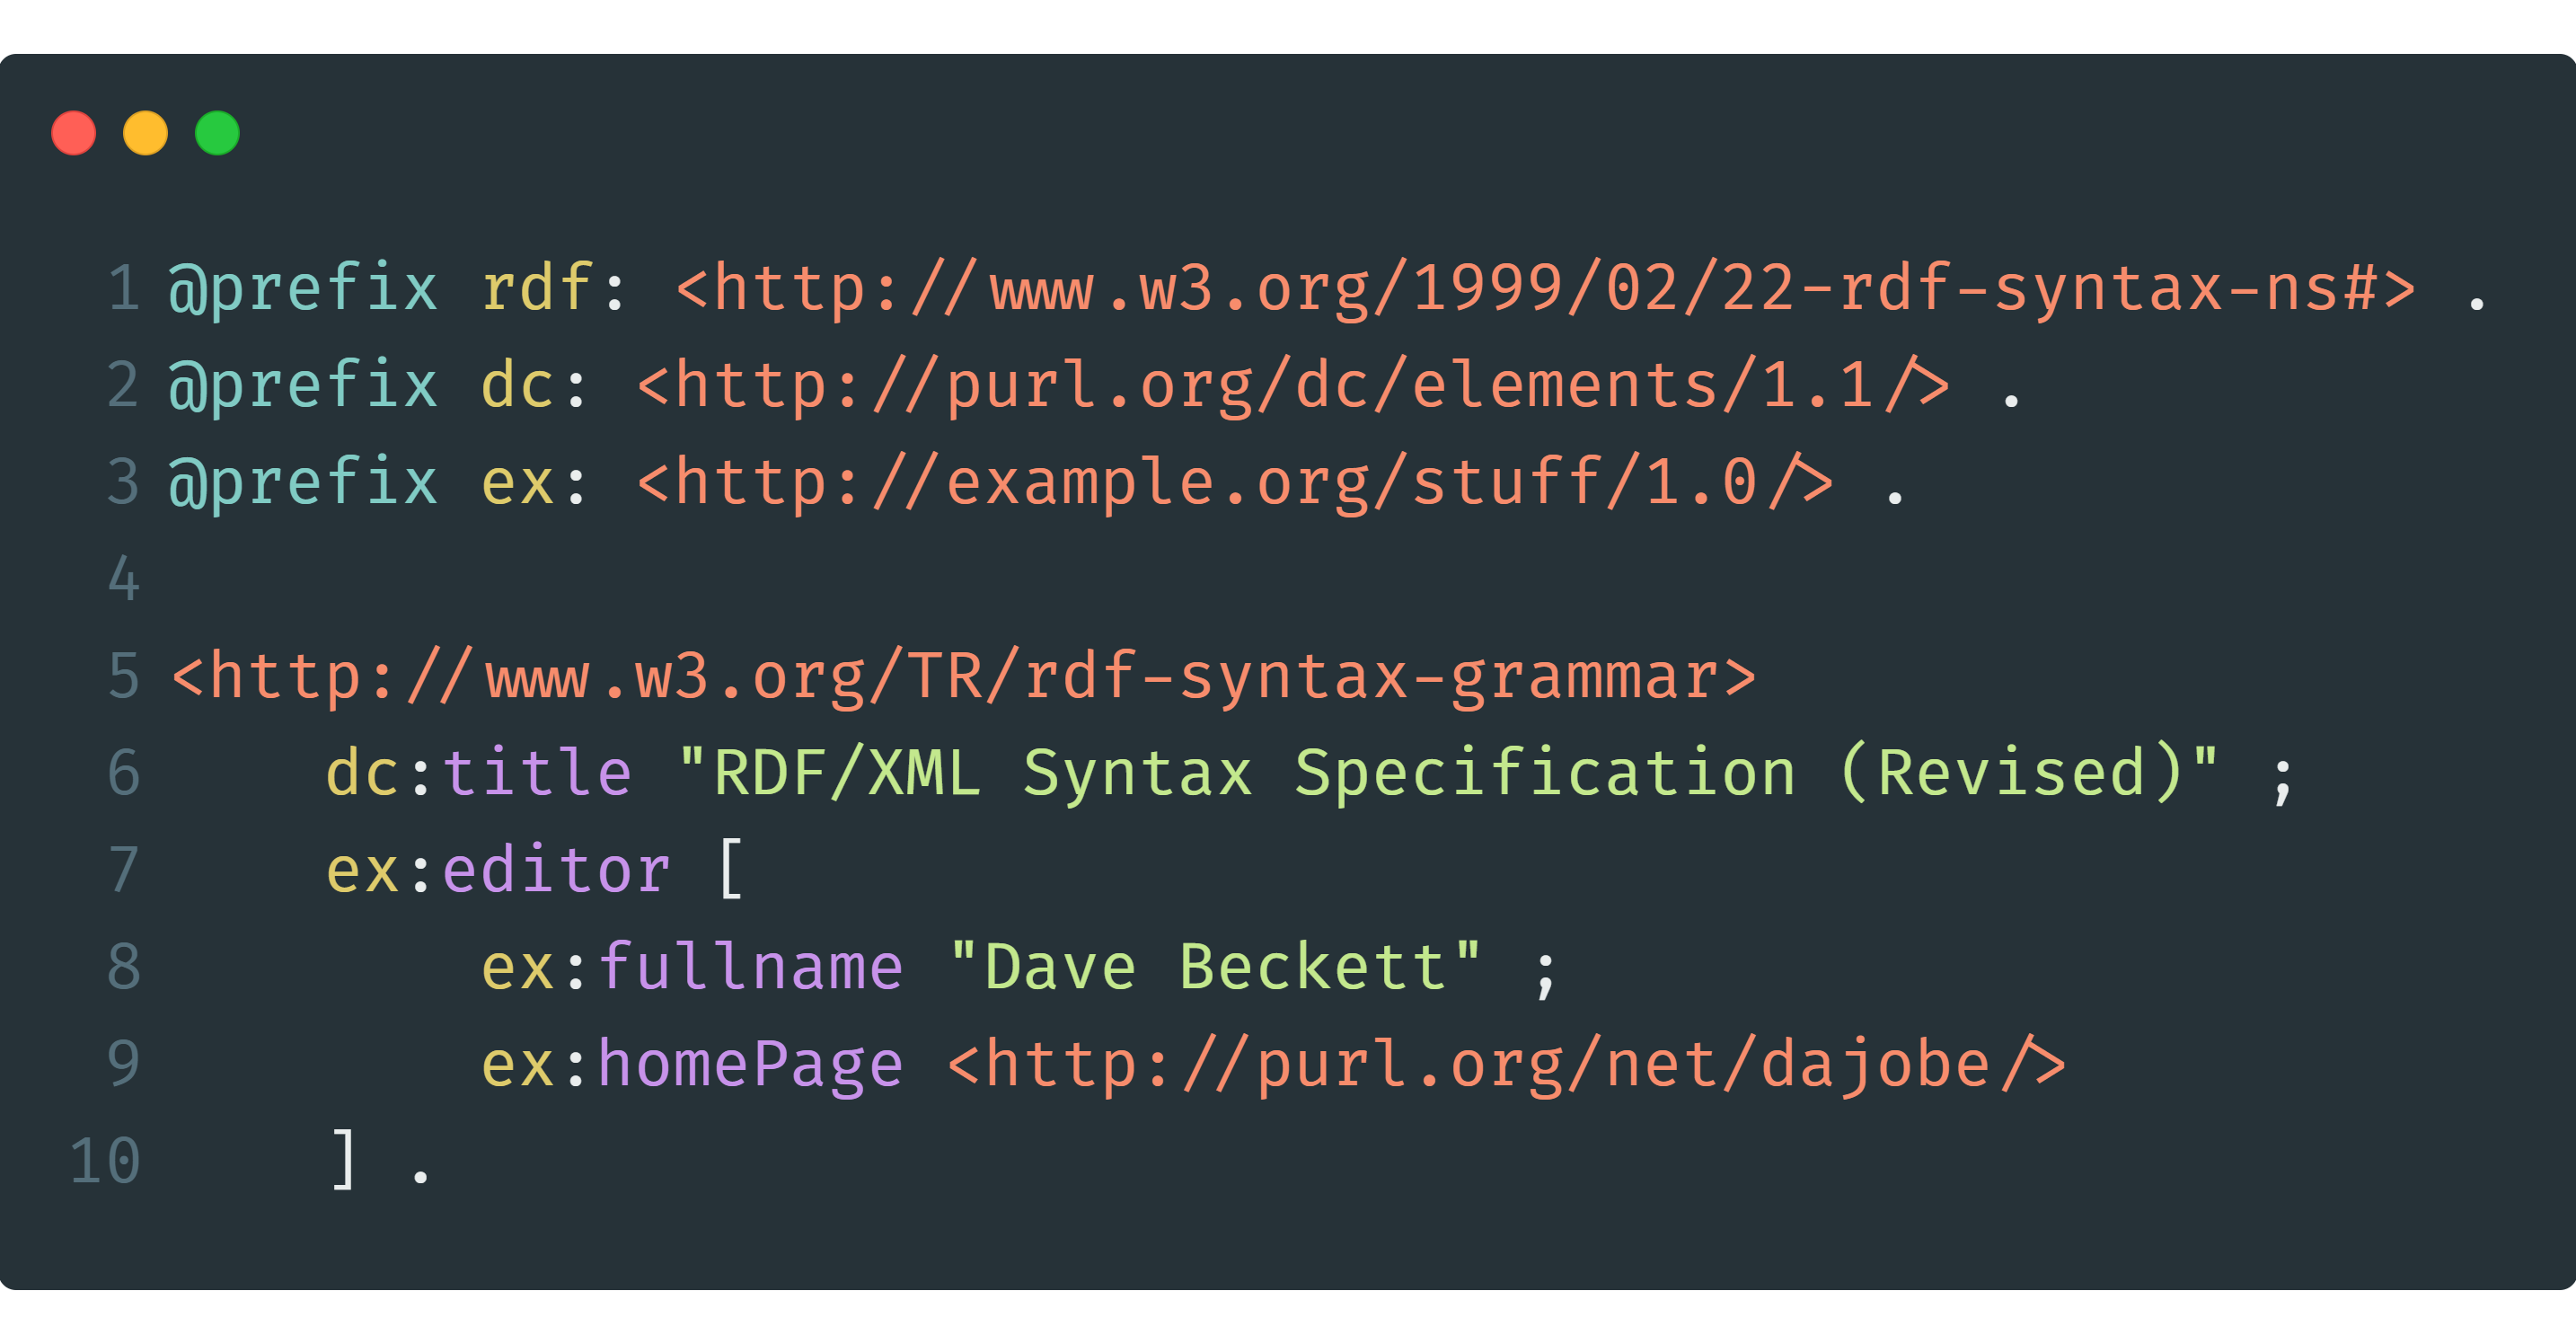 1 @prefix rdf: <http://www.w3.org/1999/02/22-rdf-syntax-ns#> .
2 @prefix dc: <http://purl.org/dc/elements/1.1/> .
3 @prefix ex: <http://example.org/stuff/1.0/> .
4
5 <http://www.w3.org/TR/rdf-syntax-grammar>
6     dc:title "RDF/XML Syntax Specification (Revised)" ;
7     ex:editor [
8         ex:fullname "Dave Beckett" ;
9         ex:homePage <http://purl.org/net/dajobe/>
10     ] .